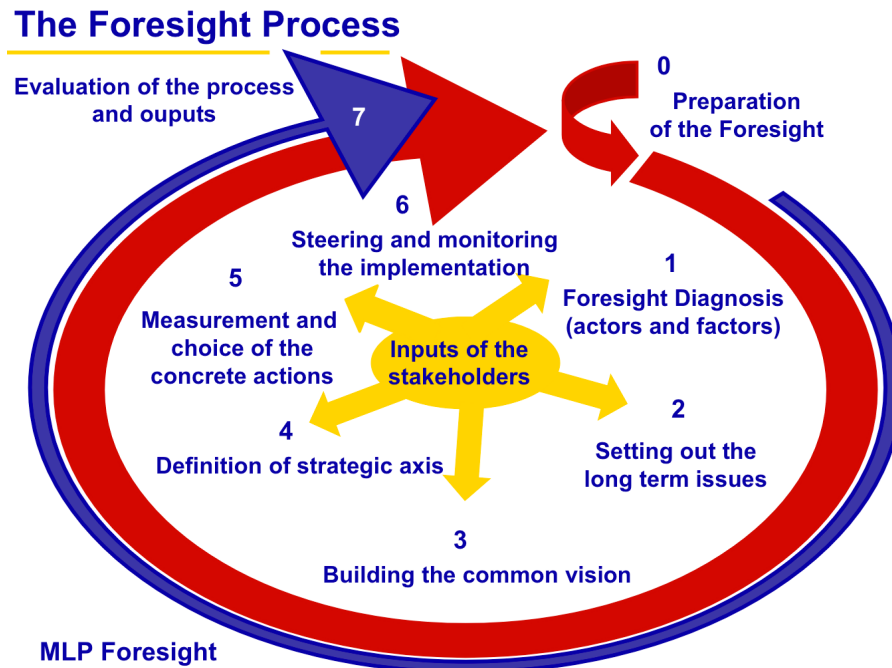 The Foresight Process
Evaluation of the process
and ouputs
7
0
Preparation
of the Foresight
6
Steering and monitoring
the implementation
5
Measurement and
choice of the
concrete actions
1
Foresight Diagnosis
(actors and factors)
Inputs of the
stakeholders
4
Definition of strategic axis
2
Setting out the
long term issues
3
Building the common vision
MLP Foresight